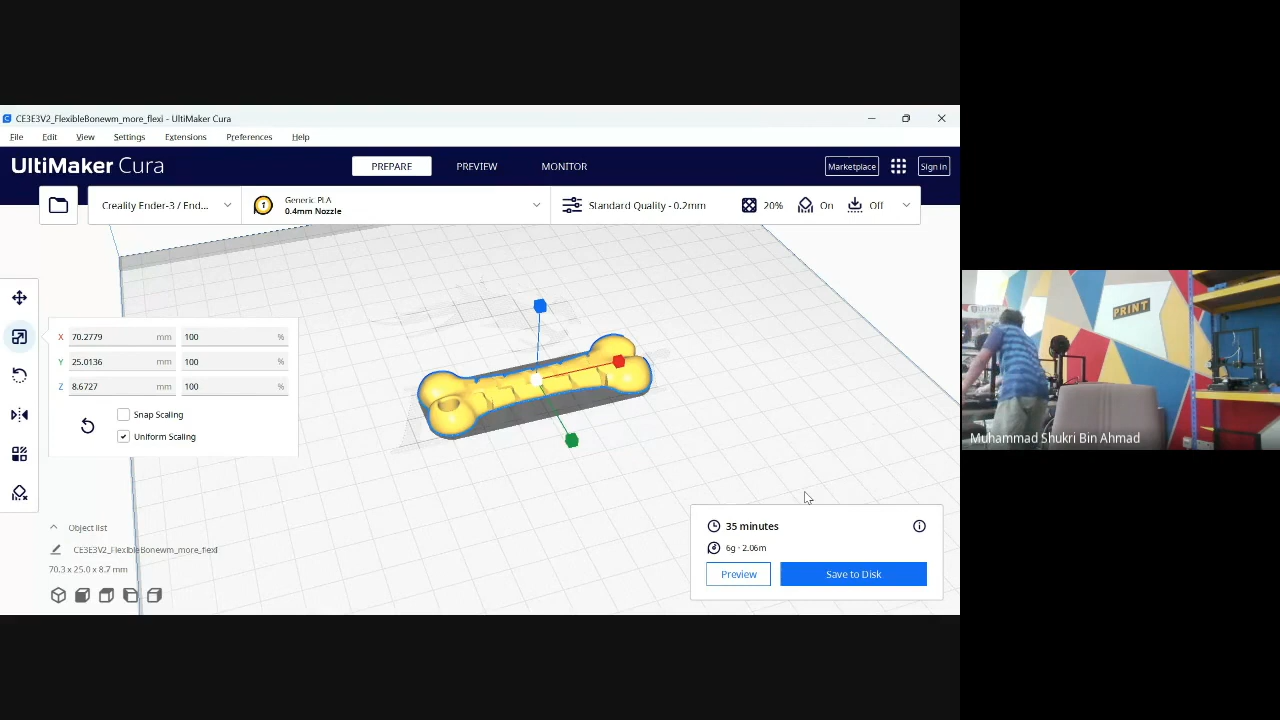 CE3E3V2_FlexibleBonewm_more_flexi - UltiMaker Cura
File Edit View Settings Extensions Preferences Help
UltiMaker Cura
PREPARE PREVIEW MONITOR
Marketplace Sign in
Creality Ender-3 / End...
1
Generic PLA
0.4mm Nozzle
Standard Quality - 0.2mm
20% On Off
X 70.2779 mm 100 %
Y 25.0136 mm 100 %
Z 8.6727 mm 100 %
Snap Scaling
Uniform Scaling
Object list
CE3E3V2_FlexibleBonewm_more_flexi
70.3 x 25.0 x 8.7 mm
35 minutes
6g · 2.06m
Preview Save to Disk
PRINT
Muhammad Shukri Bin Ahmad